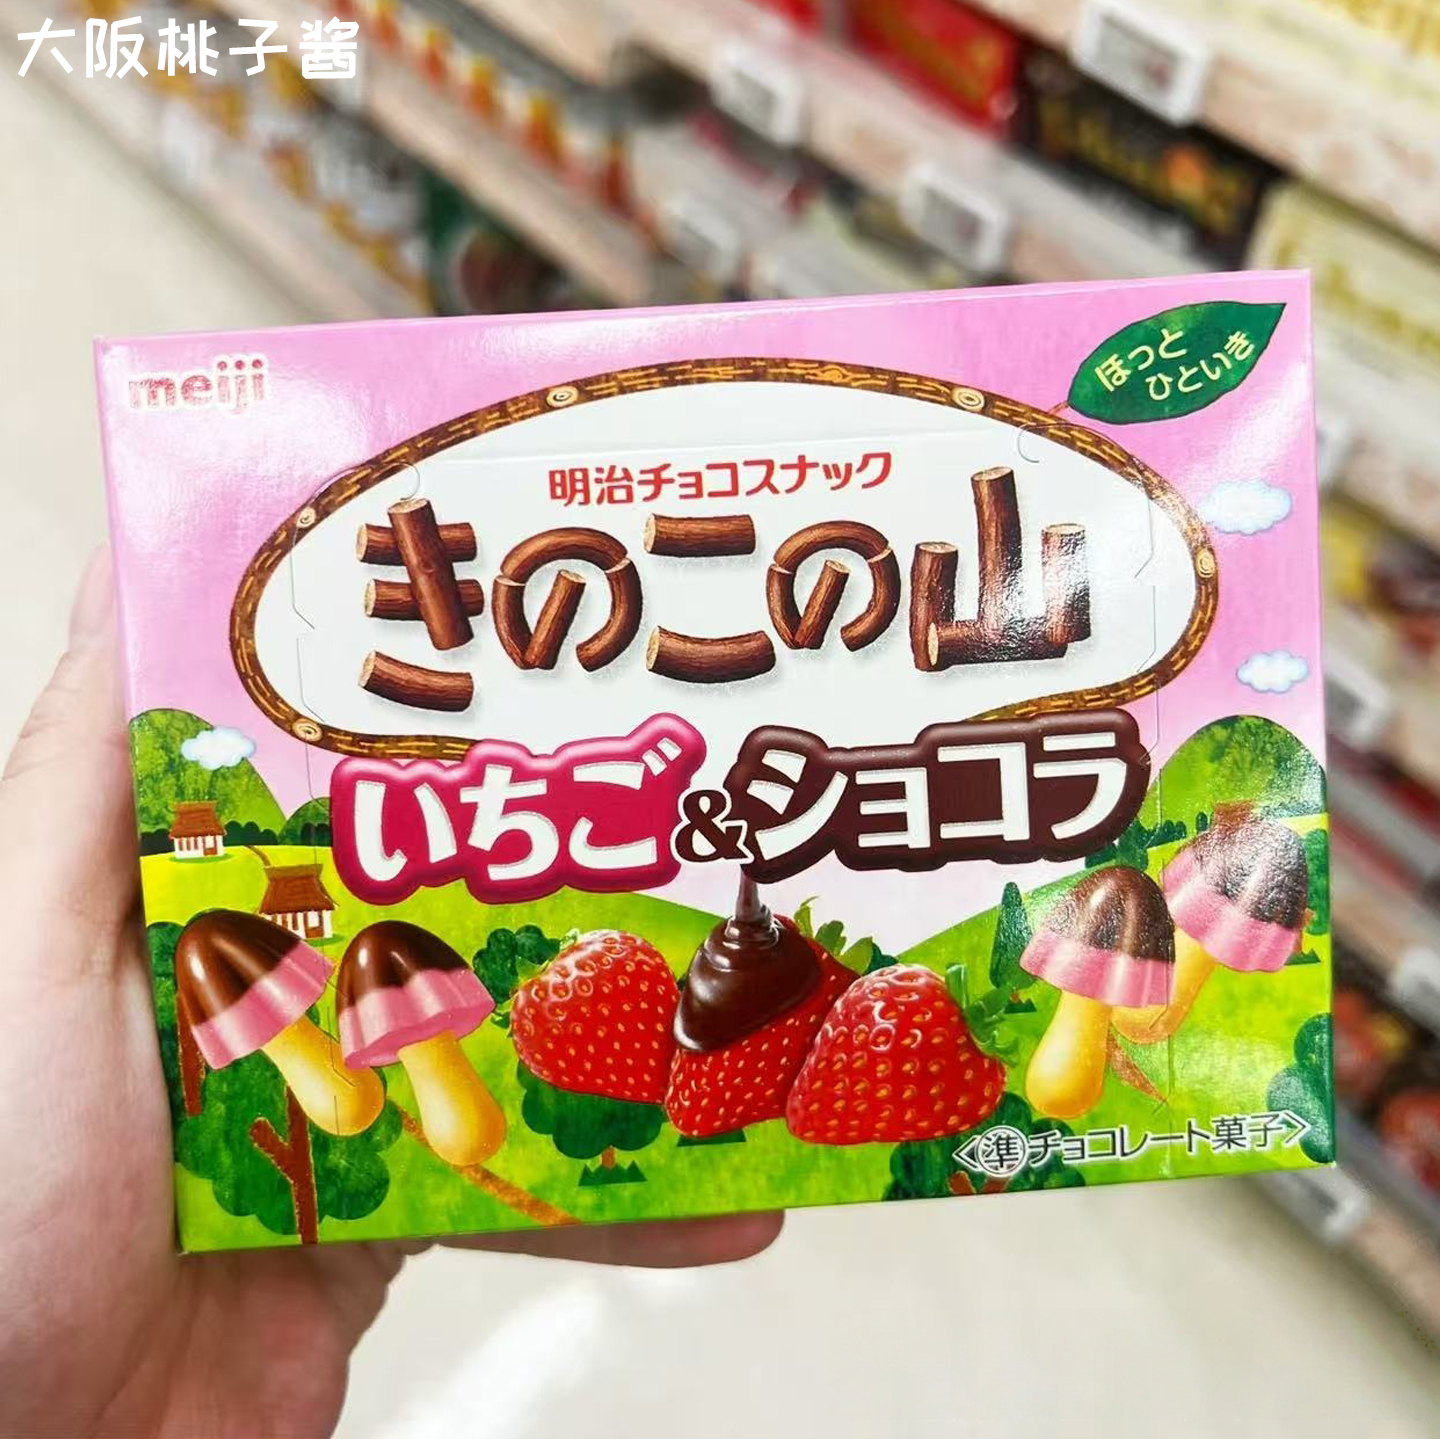 大阪桃子酱
meiji
ほっと
ひといき
明治チョコスナック
きのこの山
いちご&ショコラ
<準チョコレート菓子>